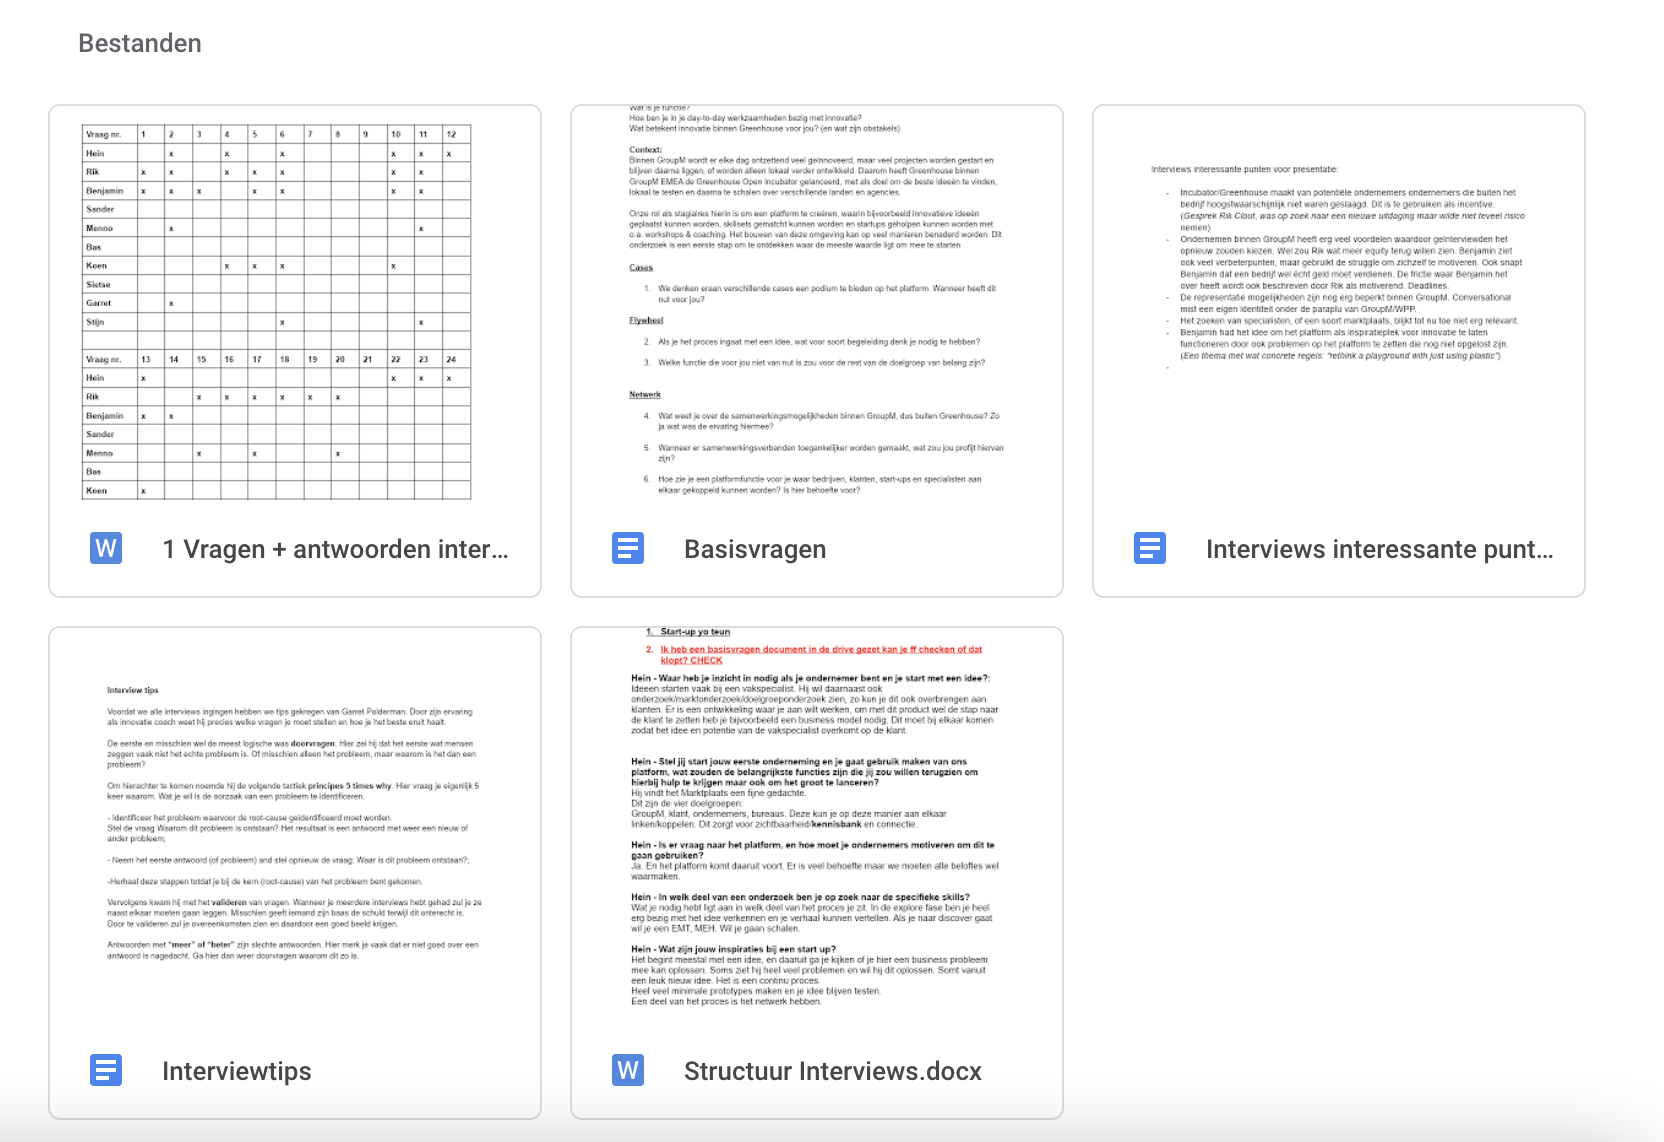 Bestanden
Vraag nr. 1 2 3 4 5 6 7 8 9 10 11 12
Hein x x x x x x
Rik x x x x x x x
Benjamin x x x x x x x
Sander
Menno x x
Bas
Koen x x x x
Sietse
Garret x
Stijn x x
Vraag nr. 13 14 15 16 17 18 19 20 21 22 23 24
Hein x x x x
Rik x x x x x x
Benjamin x x
Sander
Menno x x x
Bas
Koen x
1 Vragen + antwoorden inter...
Wat is je functie?
Hoe ben je in je day-to-day werkzaamheden bezig met innovatie?
Wat betekent innovatie binnen Greenhouse voor jou? (en wat zijn obstakels)
Context:
Binnen GroupM wordt er elke dag ontzettend veel geïnnoveerd, maar veel projecten worden gestart en
blijven daarna liggen, of worden alleen lokaal verder ontwikkeld. Daarom heeft Greenhouse binnen
GroupM EMEA de Greenhouse Open Incubator gelanceerd, met als doel om de beste ideeën te vinden,
lokaal te testen en daarna te schalen over verschillende landen en agencies.
Onze rol als stagiaires hierin is om een platform te creëren, waarin bijvoorbeeld innovatieve ideeën
geplaatst kunnen worden, skillsets gematcht kunnen worden en startups geholpen kunnen worden met
o.a. workshops & coaching. Het bouwen van deze omgeving kan op veel manieren benaderd worden. Dit
onderzoek is een eerste stap om te ontdekken waar de meeste waarde ligt om mee te starten
Cases
1. We denken eraan verschillende cases een podium te bieden op het platform. Wanneer heeft dit
nut voor jou?
Flywheel
2. Als je het proces ingaat met een idee, wat voor soort begeleiding denk je nodig te hebben?
3. Welke functie die voor jou niet van nut is zou voor de rest van de doelgroep van belang zijn?
Netwerk
4. Wat weet je over de samenwerkingsmogelijkheden binnen GroupM, dus buiten Greenhouse? Zo
ja wat was de ervaring hiermee?
5. Wanneer er samenwerkingsverbanden toegankelijker worden gemaakt, wat zou jou profijt hiervan
zijn?
6. Hoe zie je een platformfunctie voor je waar bedrijven, klanten, start-ups en specialisten aan
elkaar gekoppeld kunnen worden? Is hier behoefte voor?
Basisvragen
Interviews interessante punten voor presentatie:
- Incubator/Greenhouse maakt van potentiële ondernemers ondernemers die buiten het
bedrijf hoogstwaarschijnlijk niet waren geslaagd. Dit is te gebruiken als incentive.
(Gesprek Rik Clout, was op zoek naar een nieuwe uitdaging maar wilde niet teveel risico
nemen)
- Ondernemen binnen GroupM heeft erg veel voordelen waardoor geïnterviewden het
opnieuw zouden kiezen. Wel zou Rik wat meer equity terug willen zien. Benjamin ziet
ook veel verbeterpunten, maar gebruikt de struggle om zichzelf te motiveren. Ook snapt
Benjamin dat een bedrijf wel écht geld moet verdienen. De frictie waar Benjamin het
over heeft wordt ook beschreven door Rik als motiverend. Deadlines.
- De representatie mogelijkheden zijn nog erg beperkt binnen GroupM. Conversational
mist een eigen identiteit onder de paraplu van GroupM/WPP.
- Het zoeken van specialisten, of een soort marktplaats, blijkt tot nu toe niet erg relevant.
- Benjamin had het idee om het platform als inspiratieplek voor innovatie te laten
functioneren door ook problemen op het platform te zetten die nog niet opgelost zijn.
(Een thema met wat concrete regels: "rethink a playground with just using plastic")
-
Interviews interessante punt...
Interview tips
Voordat we alle interviews ingingen hebben we tips gekregen van Garret Polderman. Door zijn ervaring
als innovatie coach weet hij precies welke vragen je moet stellen en hoe je het beste eruit haalt.
De eerste en misschien wel de meest logische was doorvragen. Hier zei hij dat het eerste wat mensen
zeggen vaak niet het echte probleem is. Of misschien alleen het probleem, maar waarom is het dan een
probleem?
Om hierachter te komen noemde hij de volgende tactiek principes 5 times why. Hier vraag je eigenlijk 5
keer waarom. Wat je wil is de oorzaak van een probleem te identificeren.
- Identificeer het probleem waarvoor de root-cause geïdentificeerd moet worden.
Stel de vraag Waarom dit probleem is ontstaan? Het resultaat is een antwoord met weer een nieuw of
ander probleem;
- Neem het eerste antwoord (of probleem) and stel opnieuw de vraag: Waar is dit probleem ontstaan?;
-Herhaal deze stappen totdat je bij de kern (root-cause) van het probleem bent gekomen.
Vervolgens kwam hij met het valideren van vragen. Wanneer je meerdere interviews hebt gehad zul je ze
naast elkaar moeten gaan leggen. Misschien geeft iemand zijn baas de schuld terwijl dit onterecht is.
Door te valideren zul je overeenkomsten zien en daardoor een goed beeld krijgen.
Antwoorden met "meer" of "beter" zijn slechte antwoorden. Hier merk je vaak dat er niet goed over een
antwoord is nagedacht. Ga hier dan weer doorvragen waarom dit zo is.
Interviewtips
1. Start-up yo teun
2. Ik heb een basisvragen document in de drive gezet kan je ff checken of dat
klopt? CHECK
Hein - Waar heb je inzicht in nodig als je ondernemer bent en je start met een idee?:
Ideeen starten vaak bij een vakspecialist. Hij wil daarnaast ook
onderzoek/marktonderzoek/doelgroeponderzoek zien, zo kun je dit ook overbrengen aan
klanten. Er is een ontwikkeling waar je aan wilt werken, om met dit product wel de stap naar
de klant te zetten heb je bijvoorbeeld een business model nodig. Dit moet bij elkaar komen
zodat het idee en potentie van de vakspecialist overkomt op de klant.
Hein - Stel jij start jouw eerste onderneming en je gaat gebruik maken van ons
platform, wat zouden de belangrijkste functies zijn die jij zou willen terugzien om
hierbij hulp te krijgen maar ook om het groot te lanceren?
Hij vindt het Marktplaats een fijne gedachte.
Dit zijn de vier doelgroepen:
GroupM, klant, ondernemers, bureaus. Deze kun je op deze manier aan elkaar
linken/koppelen. Dit zorgt voor zichtbaarheid/kennisbank en connectie.
Hein - Is er vraag naar het platform, en hoe moet je ondernemers motiveren om dit te
gaan gebruiken?
Ja. En het platform komt daaruit voort. Er is veel behoefte maar we moeten alle beloftes wel
waarmaken.
Hein - In welk deel van een onderzoek ben je op zoek naar de specifieke skills?
Wat je nodig hebt ligt aan in welk deel van het proces je zit. In de explore fase ben je heel
erg bezig met het idee verkennen en je verhaal kunnen vertellen. Als je naar discover gaat
wil je een EMT, MEH. Wil je gaan schalen.
Hein - Wat zijn jouw inspiraties bij een start up?
Het begint meestal met een idee, en daaruit ga je kijken of je hier een business probleem
mee kan oplossen. Soms ziet hij heel veel problemen en wil hij dit oplossen. Somt vanuit
een leuk nieuw idee. Het is een continu proces.
Heel veel minimale prototypes maken en je idee blijven testen.
Een deel van het proces is het netwerk hebben.
Structuur Interviews.docx